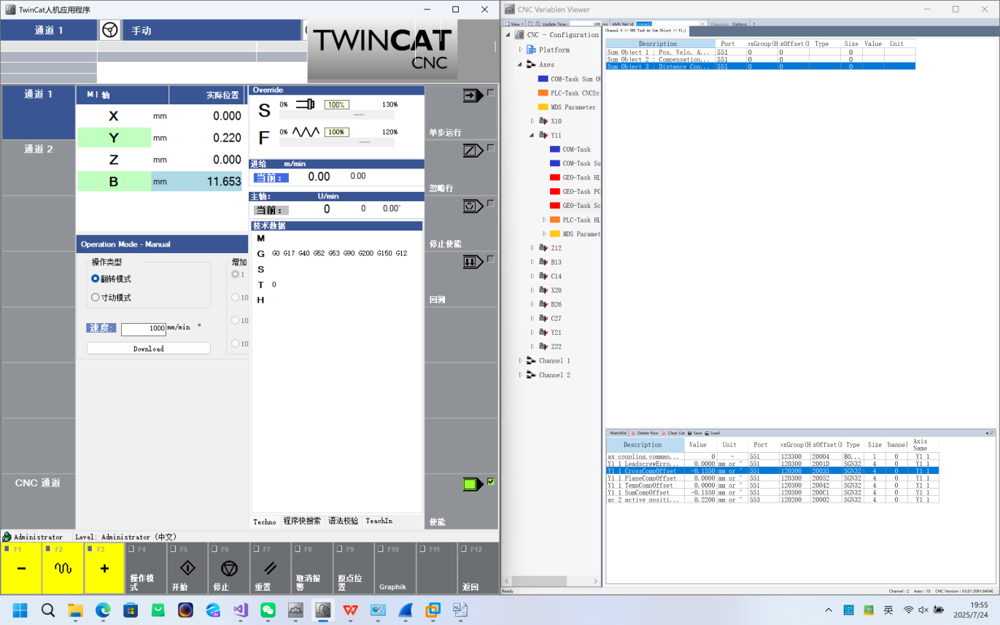 TwinCat人机应用程序
通道 1
手动
TWINCAT
CNC
通道 1
通道 2
CNC 通道
M I 轴 实际位置
X mm 0.000
Y mm 0.220
Z mm 0.000
B mm 11.653
Operation Mode - Manual
操作类型
翻转模式
寸动模式
速度: 1000 mm/min °
Download
增加
1
10
10
10
Override
S 0% 100% 130%
F 0% 100% 120%
进给 m/min
当前: 0.00 0.00
主轴: U/min
当前: 0 0 0.00°
技术数据
M
G G0 G17 G40 G52 G53 G90 G200 G150 G12
S
T 0
H
Techno 程序快搜索 语法校验 TeachIn
单步运行
忽略行
停止使能
回溯
使能
Administrator Level: Administrator (中文)
F1 F2 F3 F4 F5 F6 F7 F8 F9 F10 F11 F12
操作模式
开始
停止
重置
取消报警
原点位置
Graphik
返回
CNC Variablen Viewer
View Update Time: 100 ms AMS Net Id: <Local> Diagnosis Options ?
CNC - Configuration
Platform
Axes
COM-Task Sum O
PLC-Task CNCSy
MDS Parameter
X10
Y11
COM-Task
COM-Task Su
GEO-Task HL
GEO-Task PO
GEO-Task Sc
PLC-Task HL
MDS Paramet
Z12
B13
C14
X20
B26
C27
Y21
Z22
Channel 1
Channel 2
Channel 0 >> GEO Task Ax Sum Object >> Y1_1
Description Port exGroup(H xOffset(H Type Size Value Unit
Sum Object 1 : Pos. Velo. A... 551 0 0 0
Sum Object 2 : Compensation... 551 0 0 0
Sum Object 3 : Distance Con... 551 0 0 0
Watchlist Delete Row Clear List Save Load
Description Value Unit Port exGroup(H xOffset(H Type Size Channel Axis Name
ax coupling.comman... 0 - 551 123300 20004 BO... 1 0 Y1 1
Y1 1 LeadscrewErro... 0.0000 mm or ° 551 120300 2001D SGN32 4 0 Y1 1
Y1 1 CrossCompOffset -0.1550 mm or ° 551 120300 20035 SGN32 4 0 Y1 1
Y1 1 PlaneCompOffset 0.0000 mm or ° 551 120300 20052 SGN32 4 0 Y1 1
Y1 1 TempCompOffset 0.0000 mm or ° 551 120300 20042 SGN32 4 0 Y1 1
Y1 1 SumCompOffset -0.1550 mm or ° 551 120300 200C1 SGN32 4 0 Y1 1
ac 2 active positi... 0.2200 mm or ° 553 120200 20002 SGN32 4 0 Y1 1
Ready
Channel : 2 Axes : 10 CNC Version : V3.01.3081.6404E
英
19:55
2025/7/24